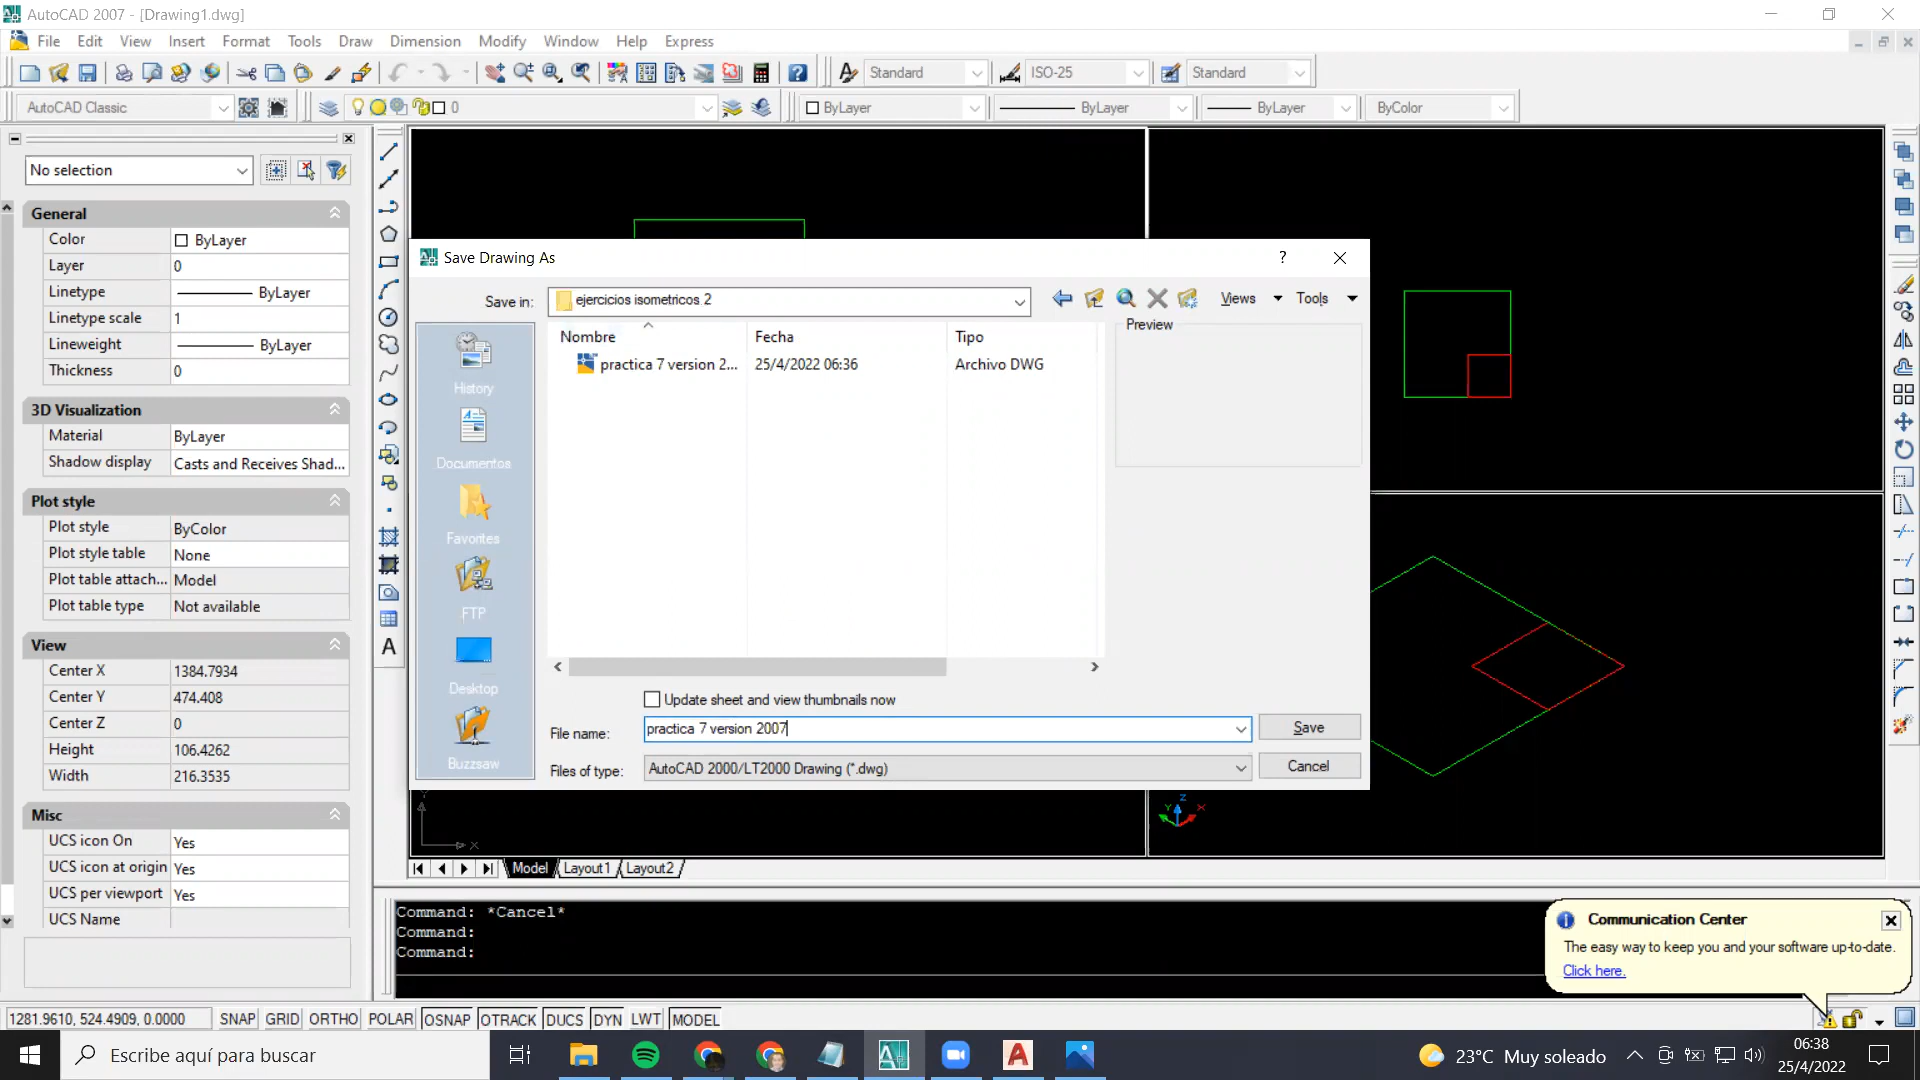 AutoCAD 2007 - [Drawing1.dwg]
File Edit View Insert Format Tools Draw Dimension Modify Window Help Express
Standard ISO-25 Standard
AutoCAD Classic 0 ByLayer ByLayer ByLayer ByColor
No selection
General
Color ByLayer
Layer 0
Linetype ByLayer
Linetype scale 1
Lineweight ByLayer
Thickness 0
3D Visualization
Material ByLayer
Shadow display Casts and Receives Shad...
Plot style
Plot style ByColor
Plot style table None
Plot table attach... Model
Plot table type Not available
View
Center X 1384.7934
Center Y 474.408
Center Z 0
Height 106.4262
Width 216.3535
Misc
UCS icon On Yes
UCS icon at origin Yes
UCS per viewport Yes
UCS Name
A
Save Drawing As
?
Save in: ejercicios isometricos 2
Views Tools
Nombre Fecha Tipo
practica 7 version 2... 25/4/2022 06:36 Archivo DWG
Preview
History
Documentos
Favorites
FTP
Desktop
Buzzsaw
Update sheet and view thumbnails now
File name: practica 7 version 2007
Save
Files of type: AutoCAD 2000/LT2000 Drawing (*.dwg)
Cancel
X
Z
Y X
Model Layout1 Layout2
Command: *Cancel*
Command:
Command:
Communication Center
The easy way to keep you and your software up-to-date.
Click here.
1281.9610, 524.4909, 0.0000 SNAP GRID ORTHO POLAR OSNAP OTRACK DUCS DYN LWT MODEL
Escribe aquí para buscar
23°C Muy soleado
06:38
25/4/2022